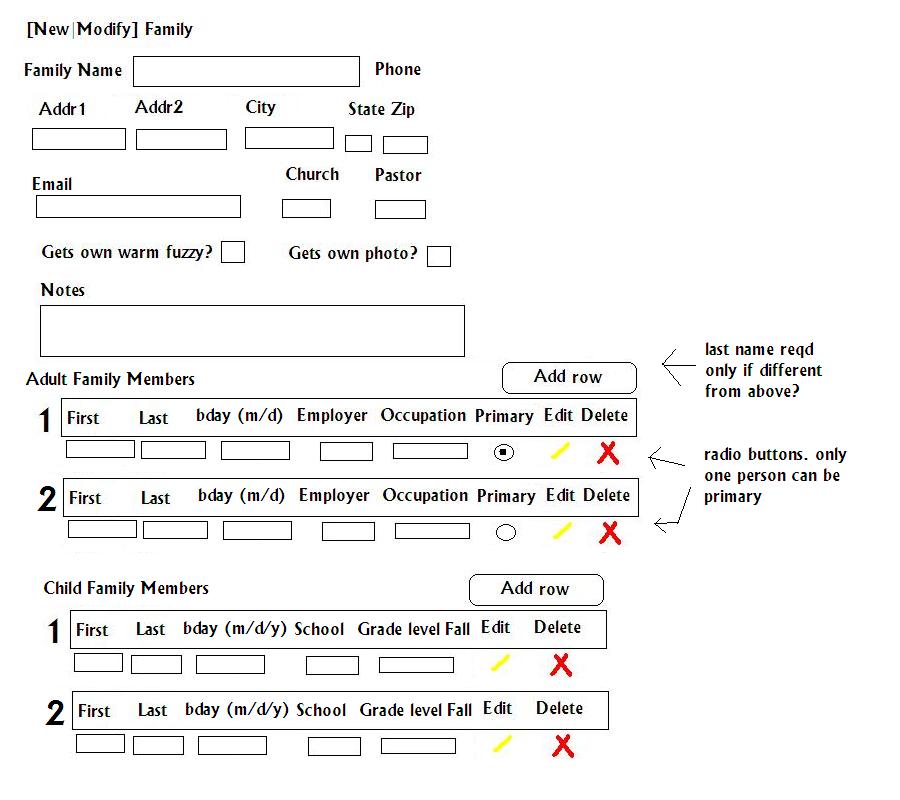 [New|Modify] Family
Family Name Phone
Addr1 Addr2 City State Zip
Email Church Pastor
Gets own warm fuzzy? Gets own photo?
Notes
last name reqd
only if different
from above?
Adult Family Members Add row
1 First Last bday (m/d) Employer Occupation Primary Edit Delete
radio buttons. only
one person can be
primary
2 First Last bday (m/d) Employer Occupation Primary Edit Delete
Child Family Members Add row
1 First Last bday (m/d/y) School Grade level Fall Edit Delete
2 First Last bday (m/d/y) School Grade level Fall Edit Delete